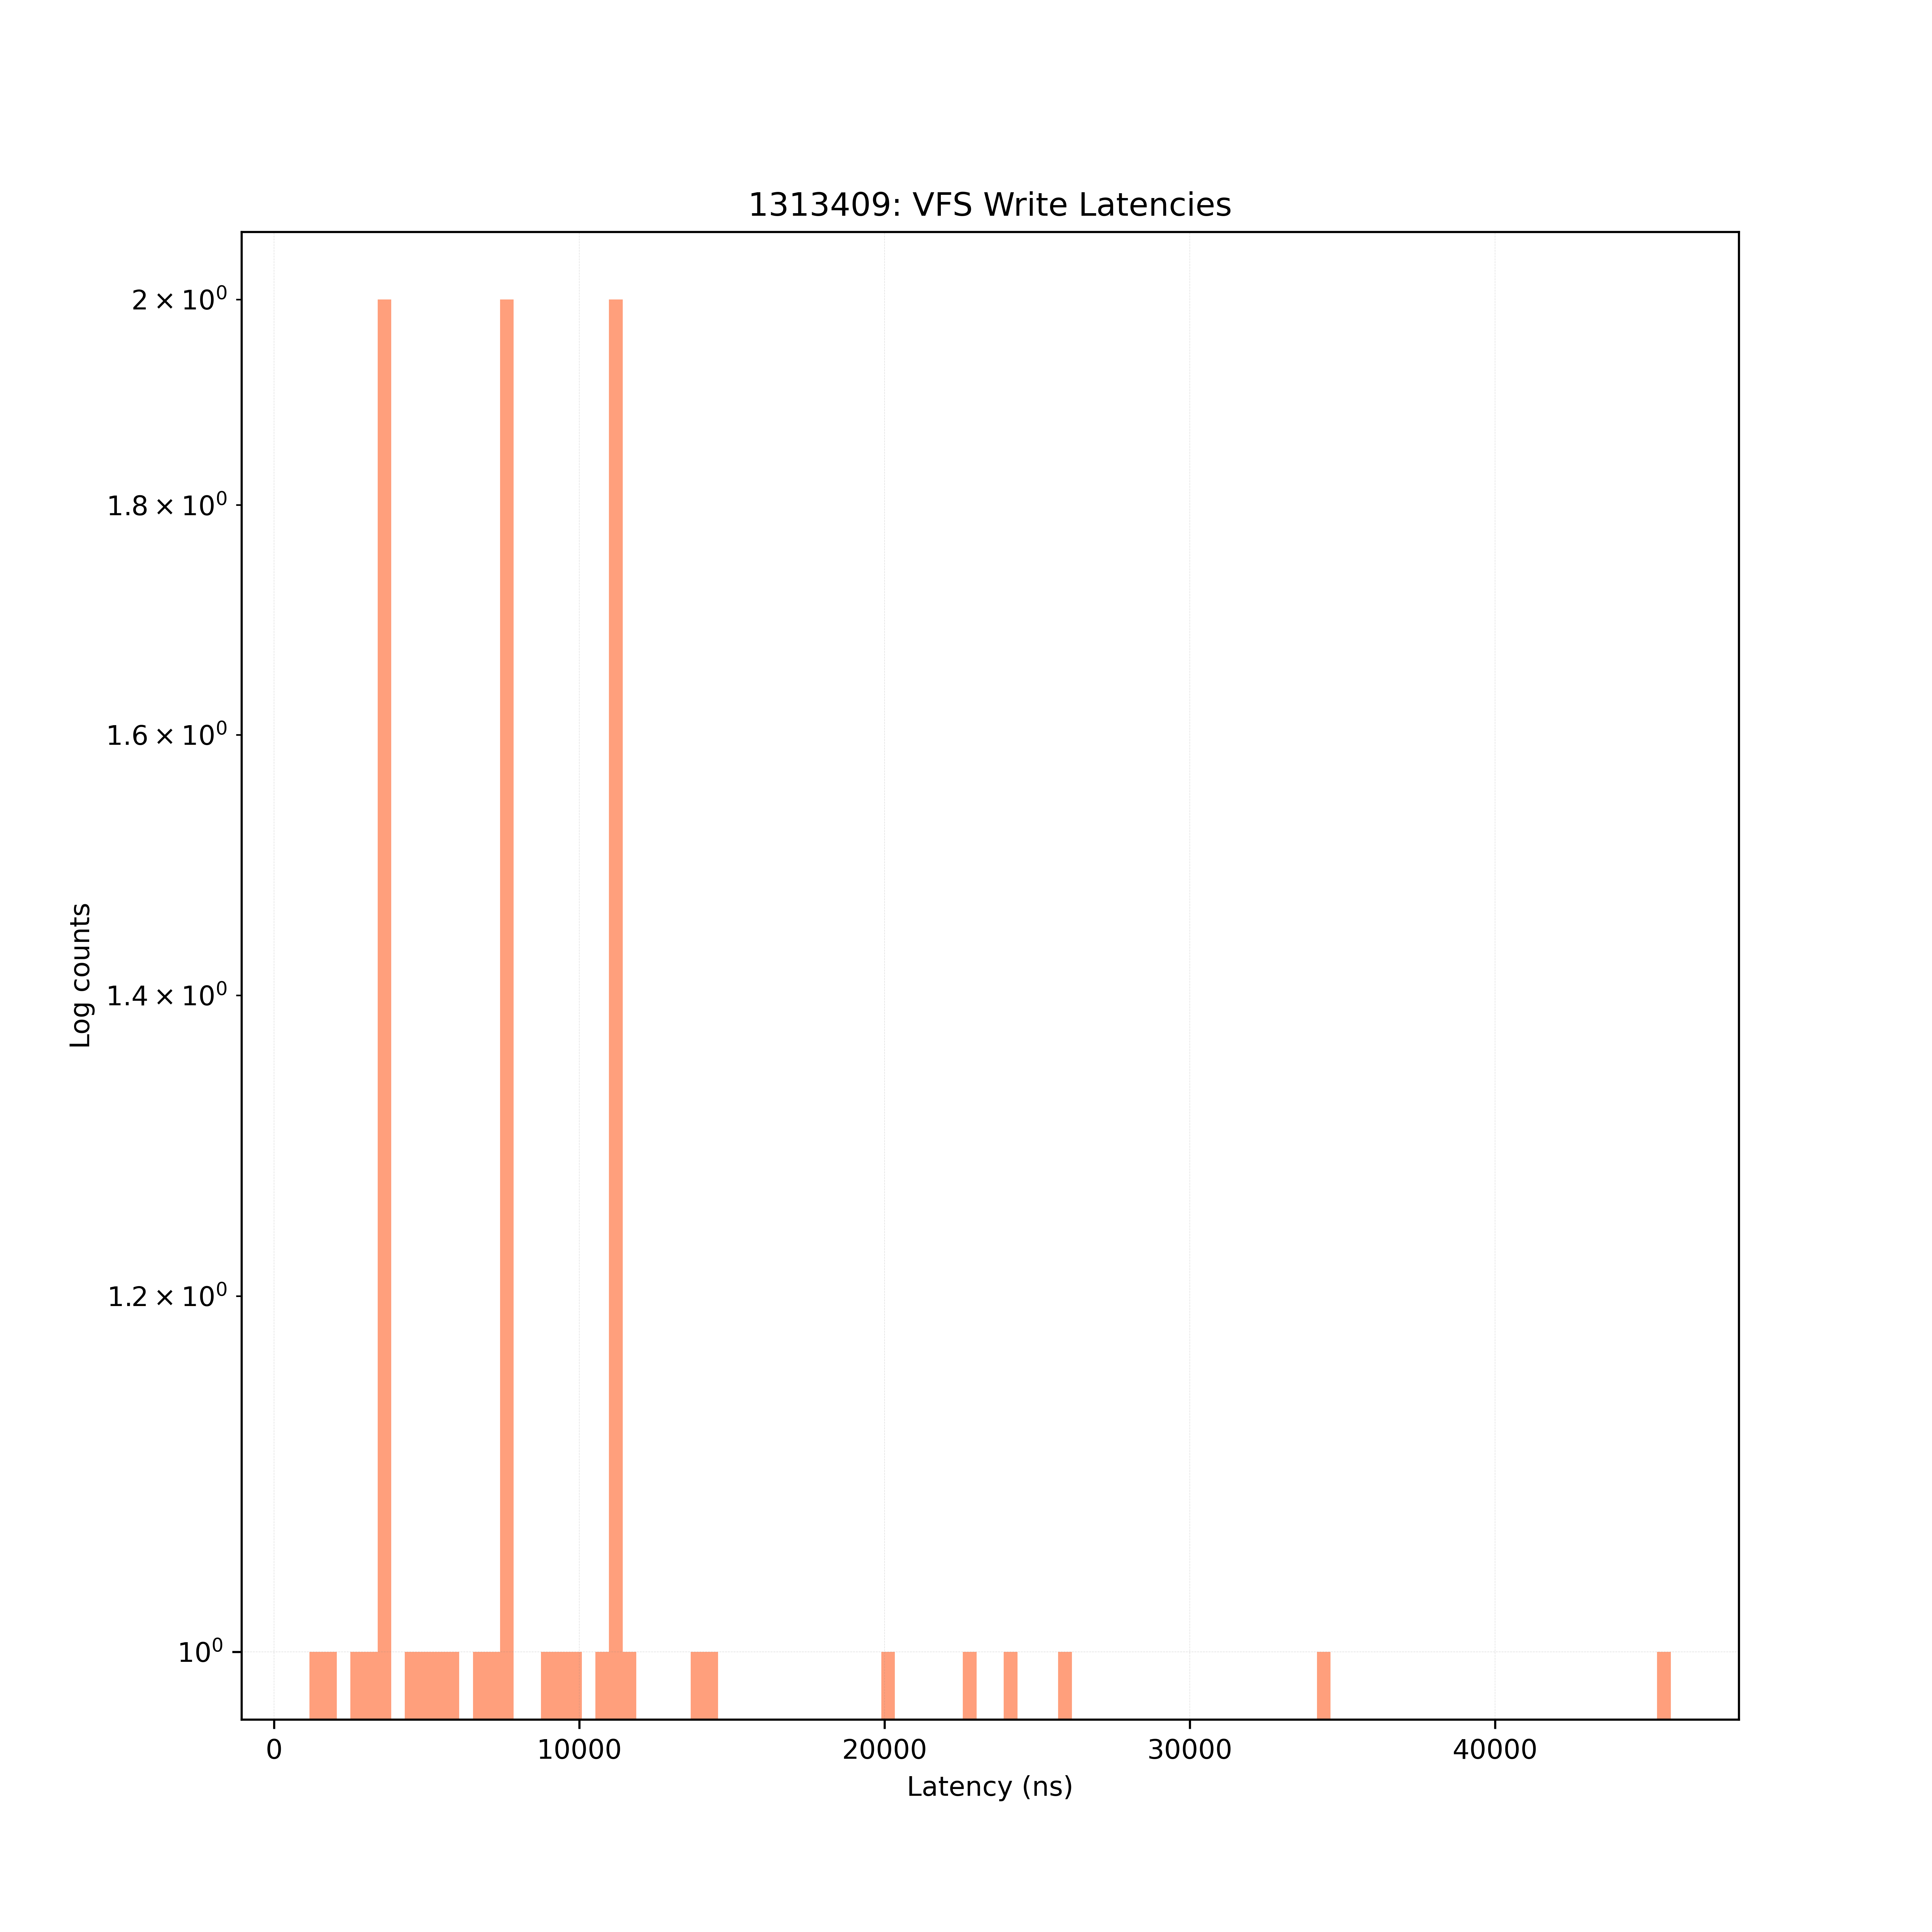 1313409: VFS Write Latencies
2 × 10⁰
1.8 × 10⁰
1.6 × 10⁰
1.4 × 10⁰
1.2 × 10⁰
10⁰
Log counts
0 10000 20000 30000 40000
Latency (ns)